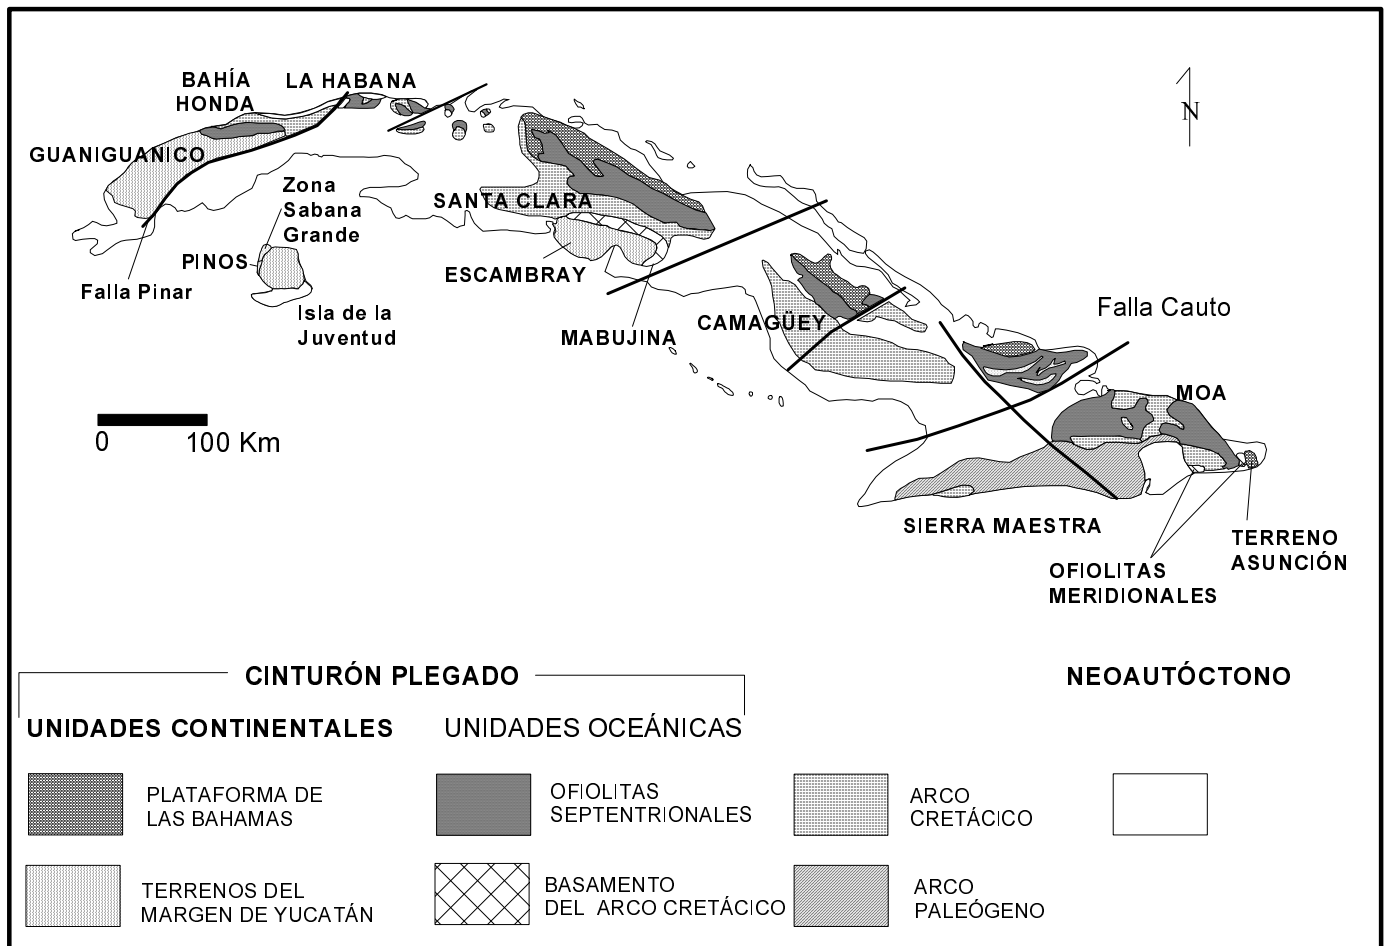 BAHÍA
HONDA
LA HABANA
N
GUANIGUANICO
Zona
Sabana
Grande
SANTA CLARA
PINOS
ESCAMBRAY
Falla Pinar
Isla de la
Juventud
MABUJINA
CAMAGÜEY
Falla Cauto
MOA
0 100 Km
SIERRA MAESTRA
TERRENO
ASUNCIÓN
OFIOLITAS
MERIDIONALES
CINTURÓN PLEGADO
NEOAUTÓCTONO
UNIDADES CONTINENTALES
UNIDADES OCEÁNICAS
PLATAFORMA DE
LAS BAHAMAS
OFIOLITAS
SEPTENTRIONALES
ARCO
CRETÁCICO
TERRENOS DEL
MARGEN DE YUCATÁN
BASAMENTO
DEL ARCO CRETÁCICO
ARCO
PALEÓGENO